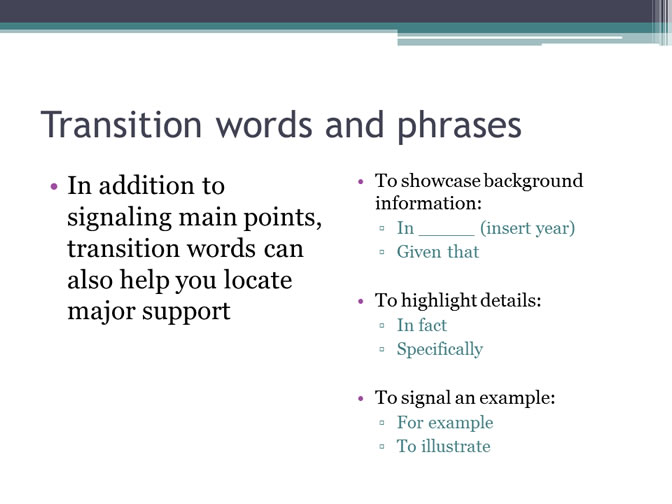 Transition words and phrases
• In addition to
signaling main points,
transition words can
also help you locate
major support
• To showcase background
information:
▫ In _____ (insert year)
▫ Given that
• To highlight details:
▫ In fact
▫ Specifically
• To signal an example:
▫ For example
▫ To illustrate